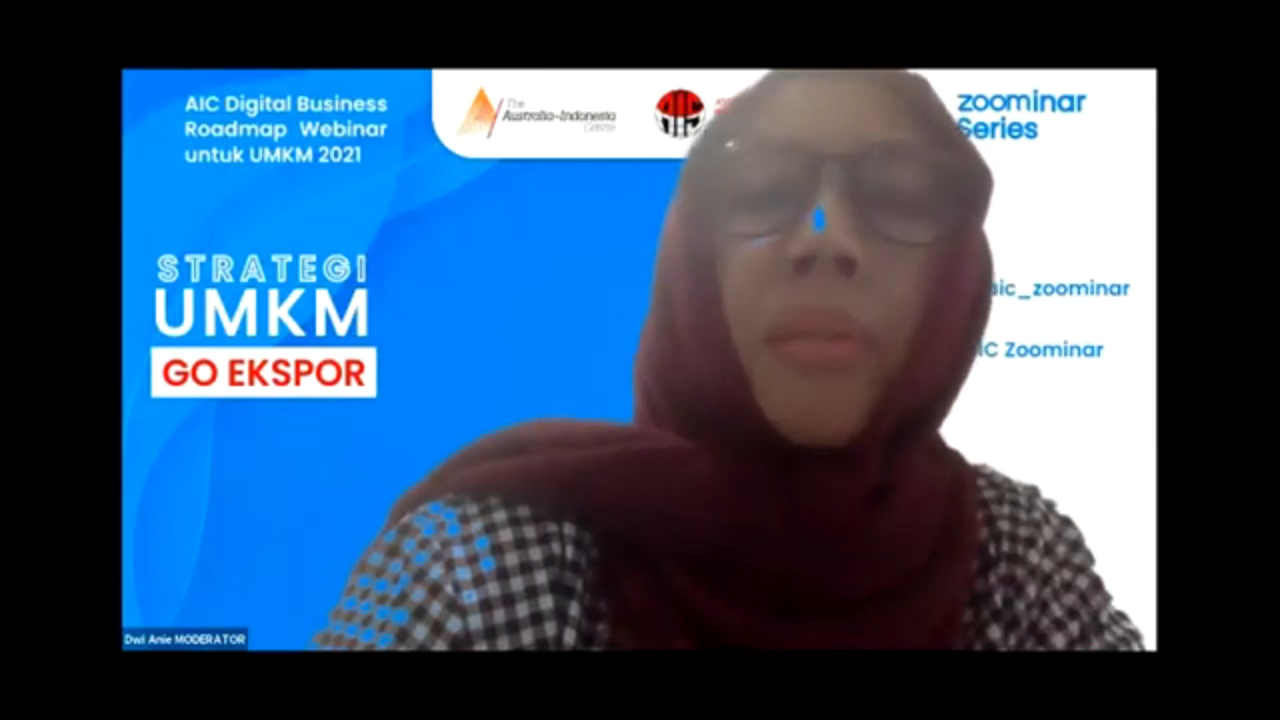 AIC Digital Business
Roadmap Webinar
untuk UMKM 2021
The
Australia-Indonesia
Centre
zoominar
Series
STRATEGI
UMKM
GO EKSPOR
aic_zoominar
IC Zoominar
Dwi Anie MODERATOR